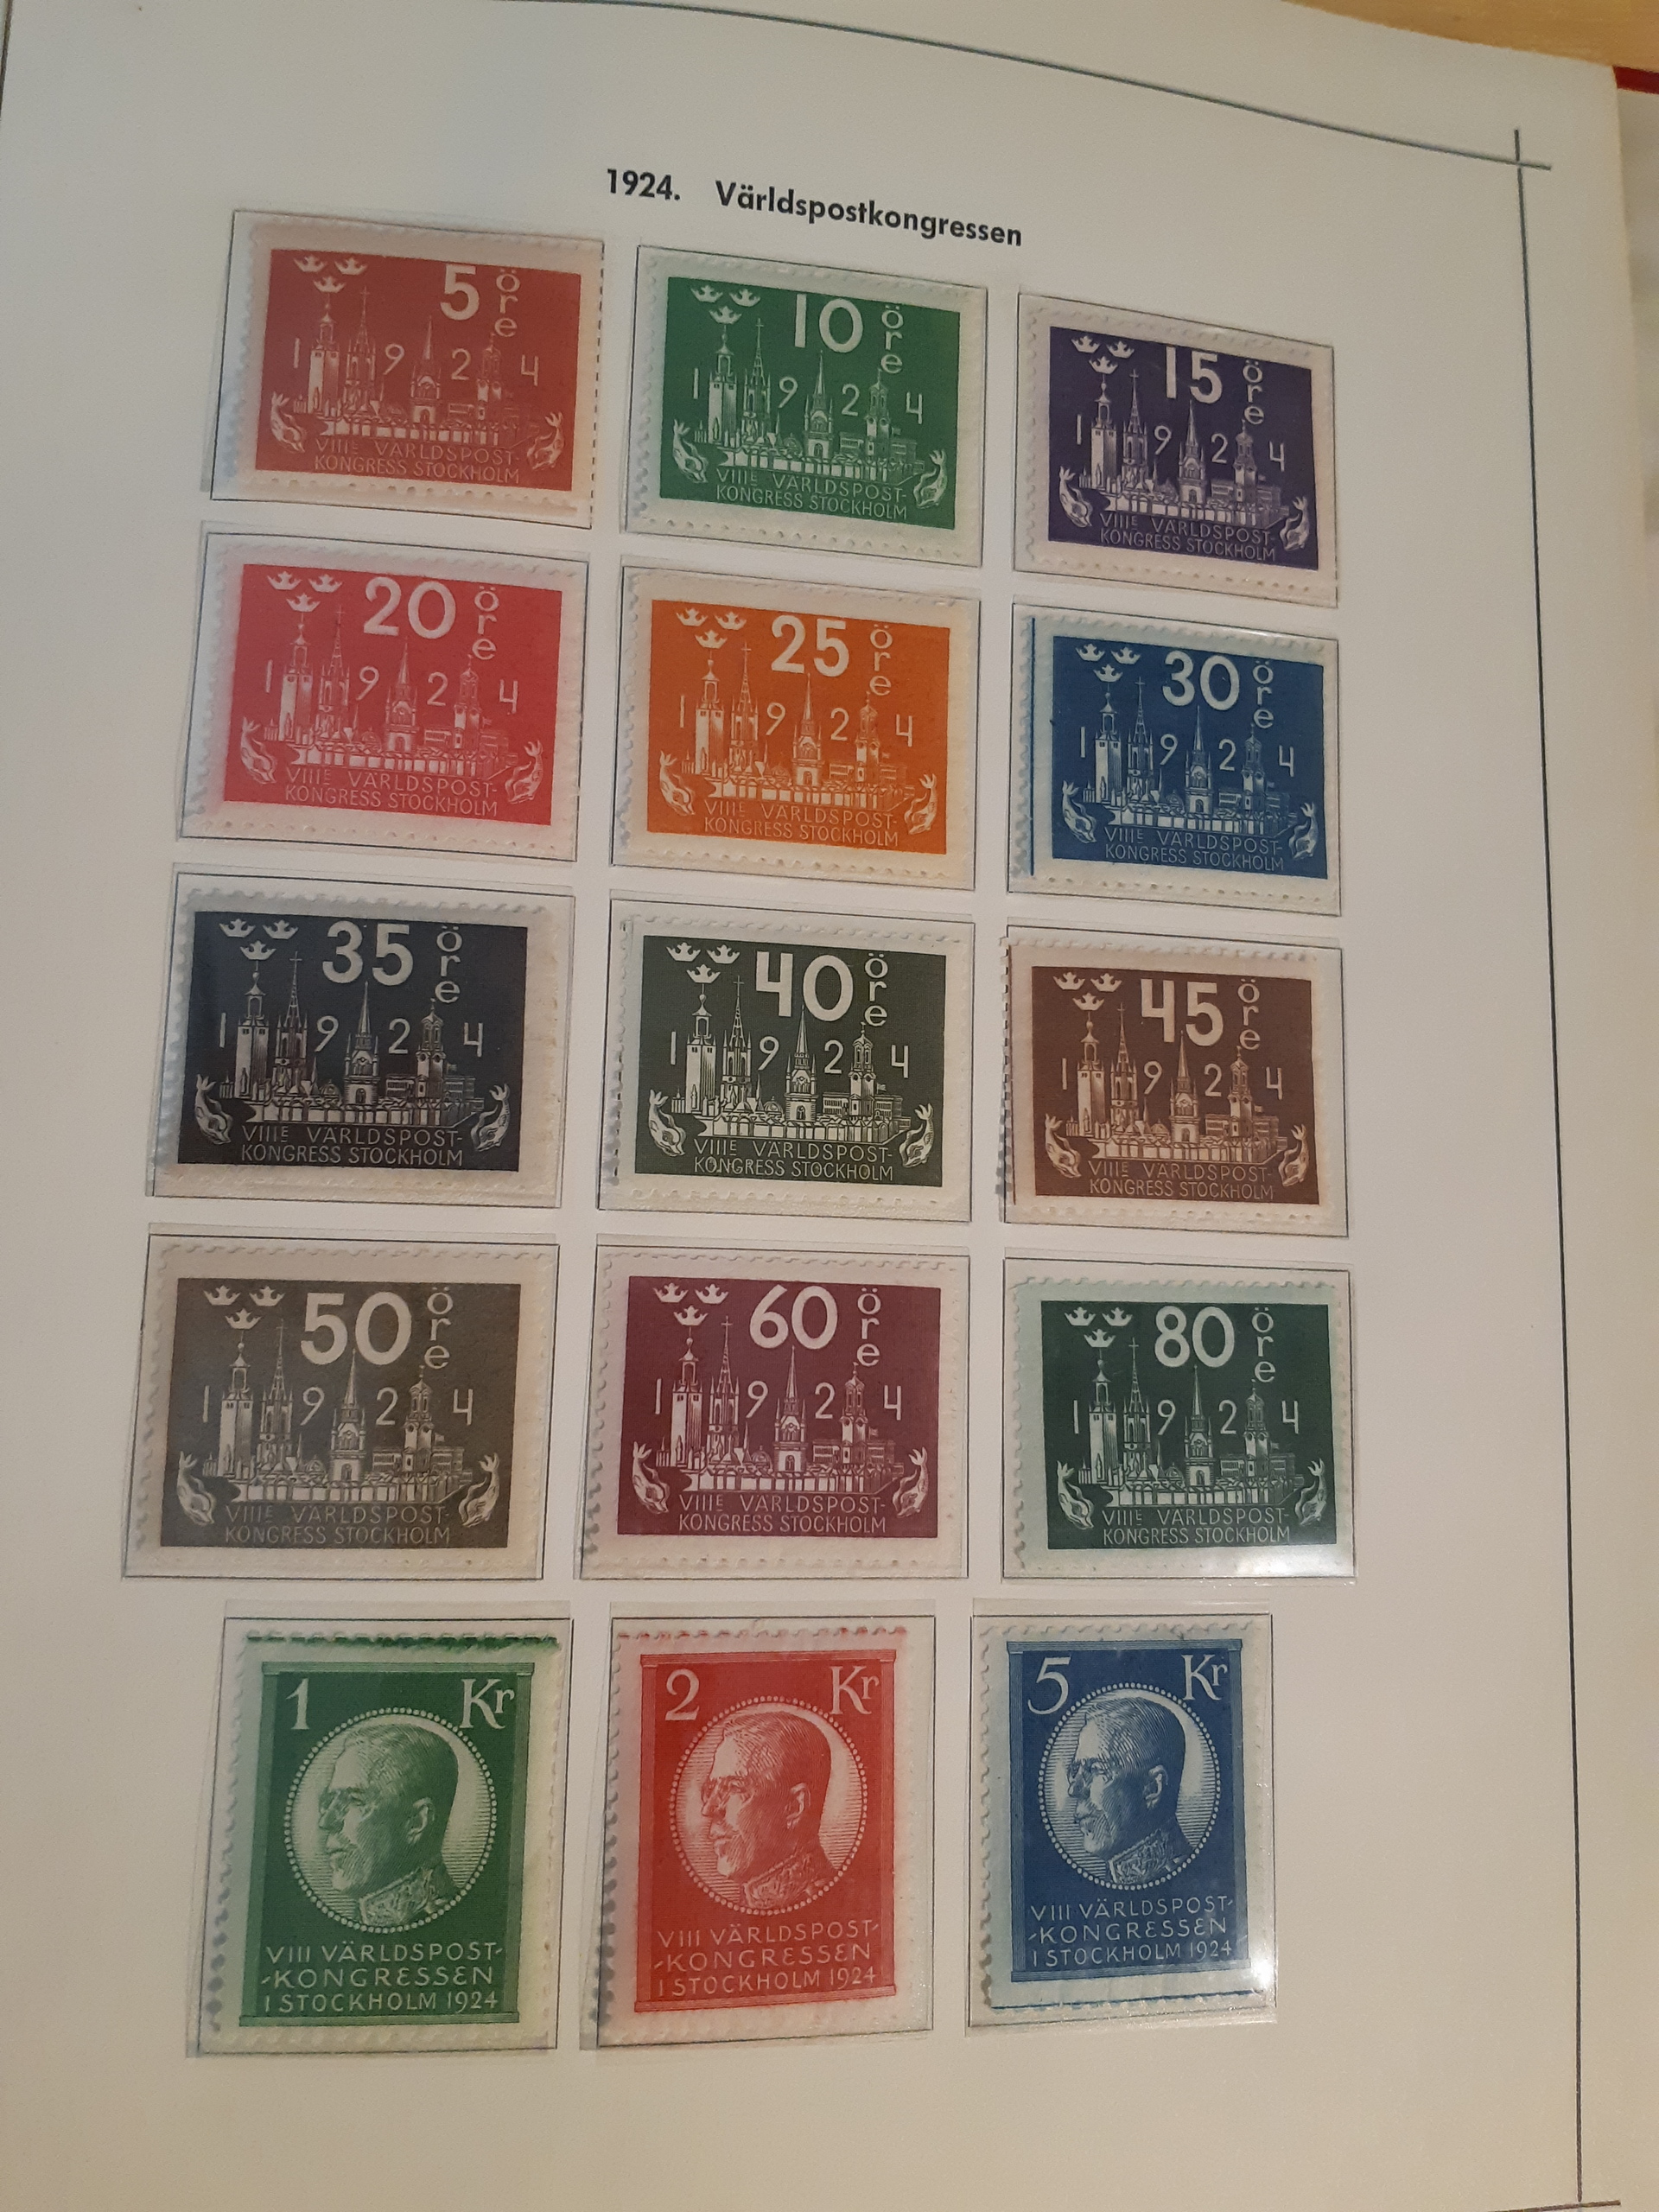 1924. Världspostkongressen
5 öre
1 9 2 4
VIIIE VÄRLDSPOST-
KONGRESS STOCKHOLM
10 öre
1 9 2 4
VIIIE VÄRLDSPOST-
KONGRESS STOCKHOLM
15 öre
1 9 2 4
VIIIE VÄRLDSPOST-
KONGRESS STOCKHOLM
20 öre
1 9 2 4
VIIIE VÄRLDSPOST-
KONGRESS STOCKHOLM
25 öre
1 9 2 4
VIIIE VÄRLDSPOST-
KONGRESS STOCKHOLM
30 öre
1 9 2 4
VIIIE VÄRLDSPOST-
KONGRESS STOCKHOLM
35 öre
1 9 2 4
VIIIE VÄRLDSPOST-
KONGRESS STOCKHOLM
40 öre
1 9 2 4
VIIIE VÄRLDSPOST-
KONGRESS STOCKHOLM
45 öre
1 9 2 4
VIIIE VÄRLDSPOST-
KONGRESS STOCKHOLM
50 öre
1 9 2 4
VIIIE VÄRLDSPOST-
KONGRESS STOCKHOLM
60 öre
1 9 2 4
VIIIE VÄRLDSPOST-
KONGRESS STOCKHOLM
80 öre
1 9 2 4
VIIIE VÄRLDSPOST-
KONGRESS STOCKHOLM
1 Kr
VIII VÄRLDSPOST-
-KONGRESSEN
I STOCKHOLM 1924
2 Kr
VIII VÄRLDSPOST-
-KONGRESSEN
I STOCKHOLM 1924
5 Kr
VIII VÄRLDSPOST-
-KONGRESSEN
I STOCKHOLM 1924